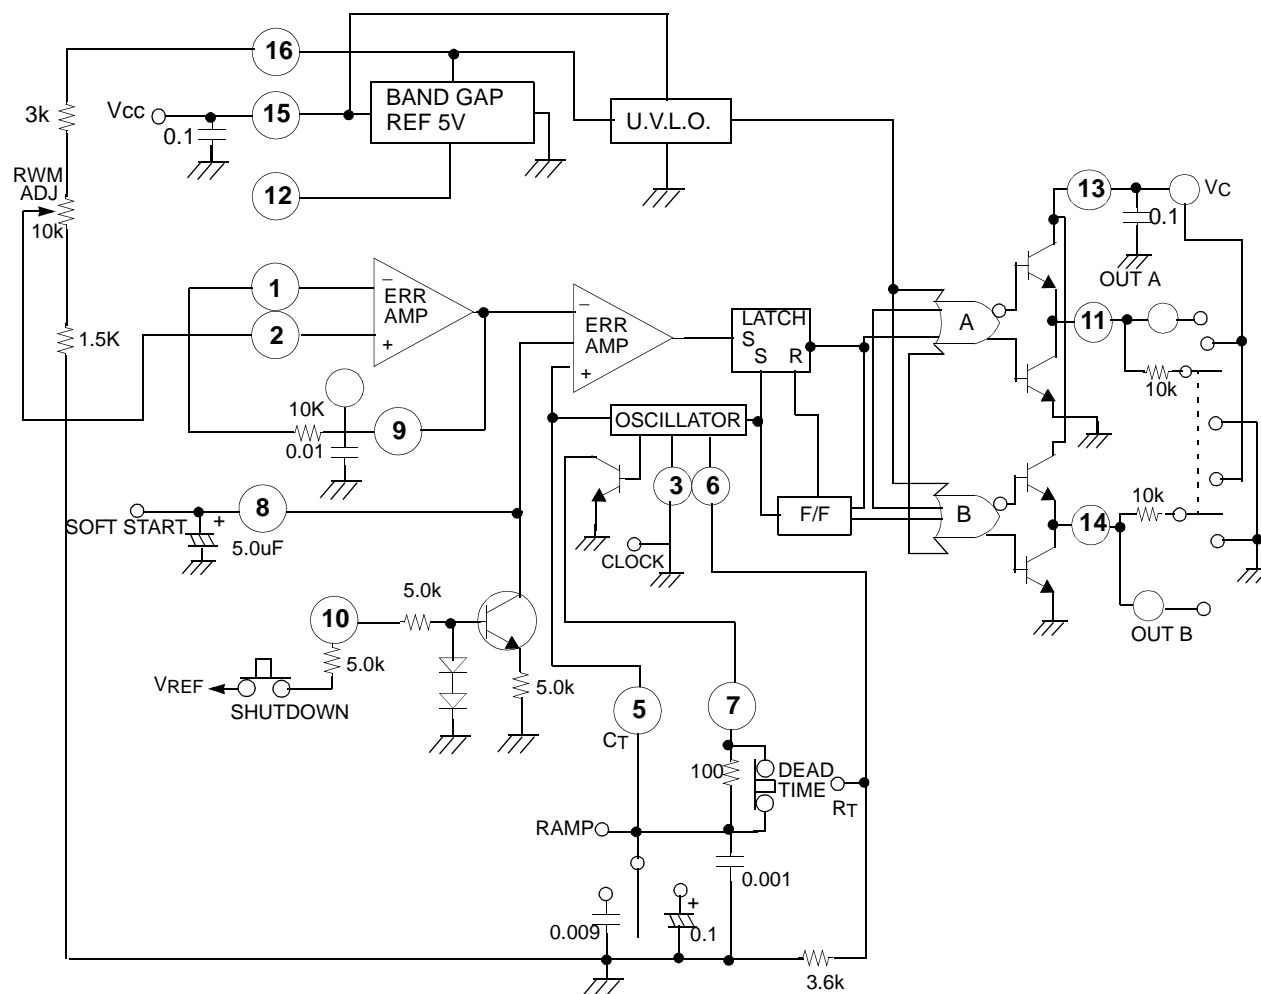 16
3k
Vcc
15
BAND GAP
REF 5V
U.V.L.O.
0.1
RWM
ADJ
12
13
VC
10k
0.1
OUT A
1
–
ERR
AMP
2
+
1.5K
–
ERR
AMP
+
LATCH
S
S
R
A
11
10k
10K
0.01
9
OSCILLATOR
3
6
8
SOFT START
+
5.0uF
CLOCK
F/F
B
10k
14
OUT B
10
5.0k
5.0k
5.0k
VREF
SHUTDOWN
5
CT
7
100
DEAD
TIME
RT
RAMP
0.001
0.009
+
0.1
3.6k